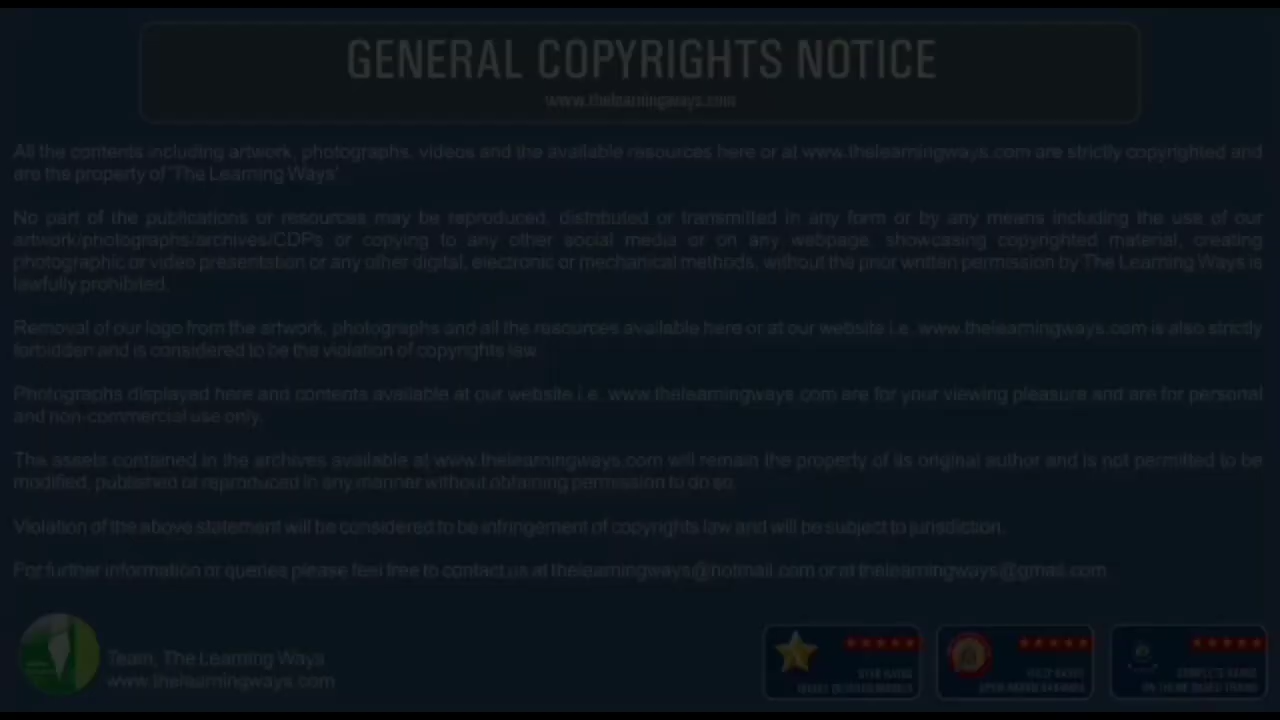 GENERAL COPYRIGHTS NOTICE
www.thelearningways.com
All the contents including artwork, photographs, videos and the available resources here or at www.thelearningways.com are strictly copyrighted and
are the property of 'The Learning Ways'
No part of the publications or resources may be reproduced, distributed or transmitted in any form or by any means including the use of our
artwork/photographs/archives/CDPs or copying to any other social media or on any webpage, showcasing copyrighted material, creating
photographic or video presentation or any other digital, electronic or mechanical methods, without the prior written permission by The Learning Ways is
lawfully prohibited.
Removal of our logo from the artwork, photographs and all the resources available here or at our website i.e. www.thelearningways.com is also strictly
forbidden and is considered to be the violation of copyrights law.
Photographs displayed here and contents available at our website i.e. www.thelearningways.com are for your viewing pleasure and are for personal
and non-commercial use only.
The assets contained in the archives available at www.thelearningways.com will remain the property of its original author and is not permitted to be
modified, published or reproduced in any manner without obtaining permission to do so.
Violation of the above statement will be considered to be infringement of copyrights law and will be subject to jurisdiction.
For further information or queries please feel free to contact us at thelearningways@hotmail.com or at thelearningways@gmail.com
Team, The Learning Ways
www.thelearningways.com